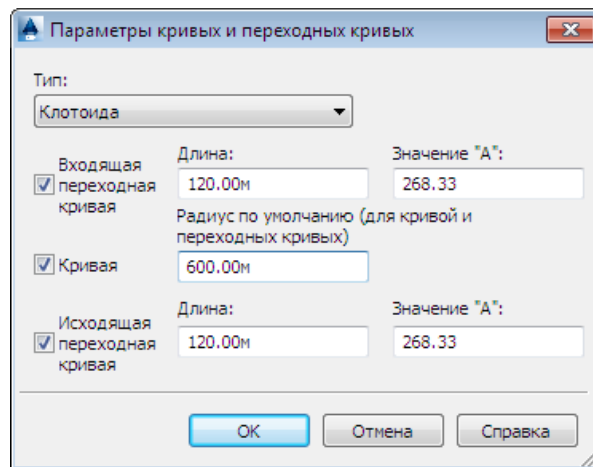 Параметры кривых и переходных кривых
Тип:
Клотоида
Входящая
переходная
кривая
Длина:
120.00м
Значение "А":
268.33
Радиус по умолчанию (для кривой и
переходных кривых)
Кривая
600.00м
Исходящая
переходная
кривая
Длина:
120.00м
Значение "А":
268.33
ОК
Отмена
Справка